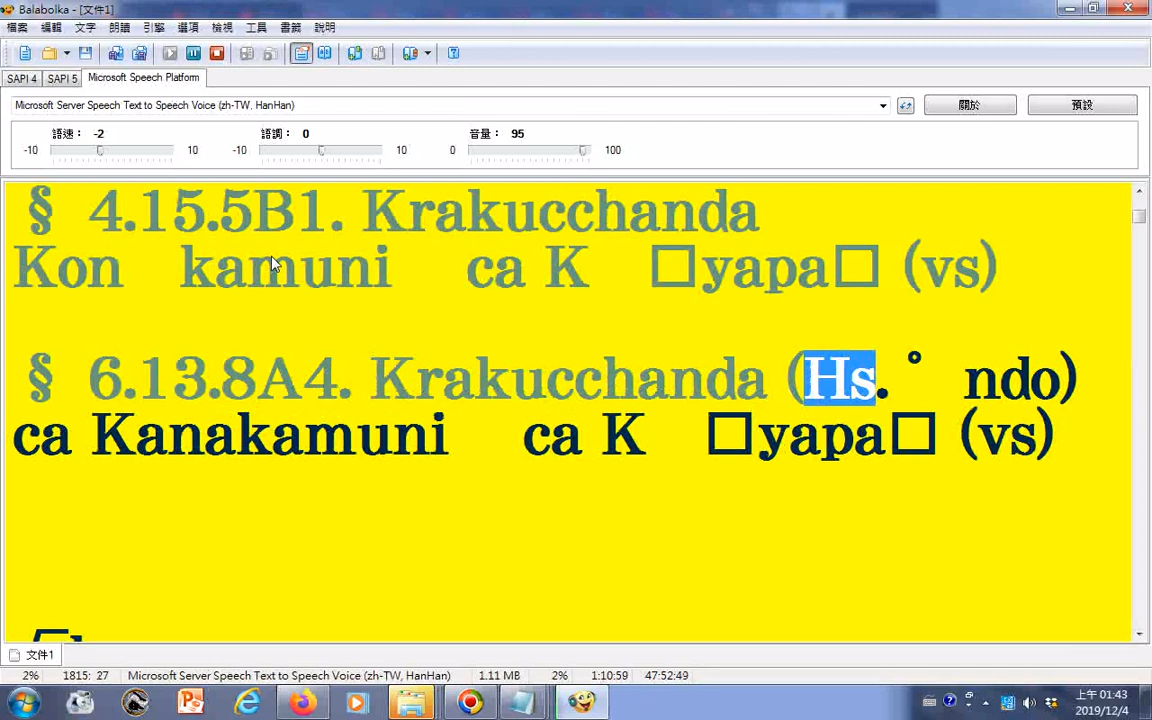 Balabolka - [文件1]
檔案 編輯 文字 朗讀 引擎 選項 檢視 工具 書籤 說明
SAPI 4 SAPI 5 Microsoft Speech Platform
Microsoft Server Speech Text to Speech Voice (zh-TW, HanHan) 關於 預設
語速： -2 語調： 0 音量： 95
-10 10 -10 10 0 100
§ 4.15.5B1. Krakucchanda
Kon kamuni ca K □yapa□ (vs)
§ 6.13.8A4. Krakucchanda (Hs.° ndo)
ca Kanakamuni ca K □yapa□ (vs)
文件1
2% 1815: 27 Microsoft Server Speech Text to Speech Voice (zh-TW, HanHan) 1.11 MB 2% 1:10:59 47:52:49
上午 01:43
2019/12/4